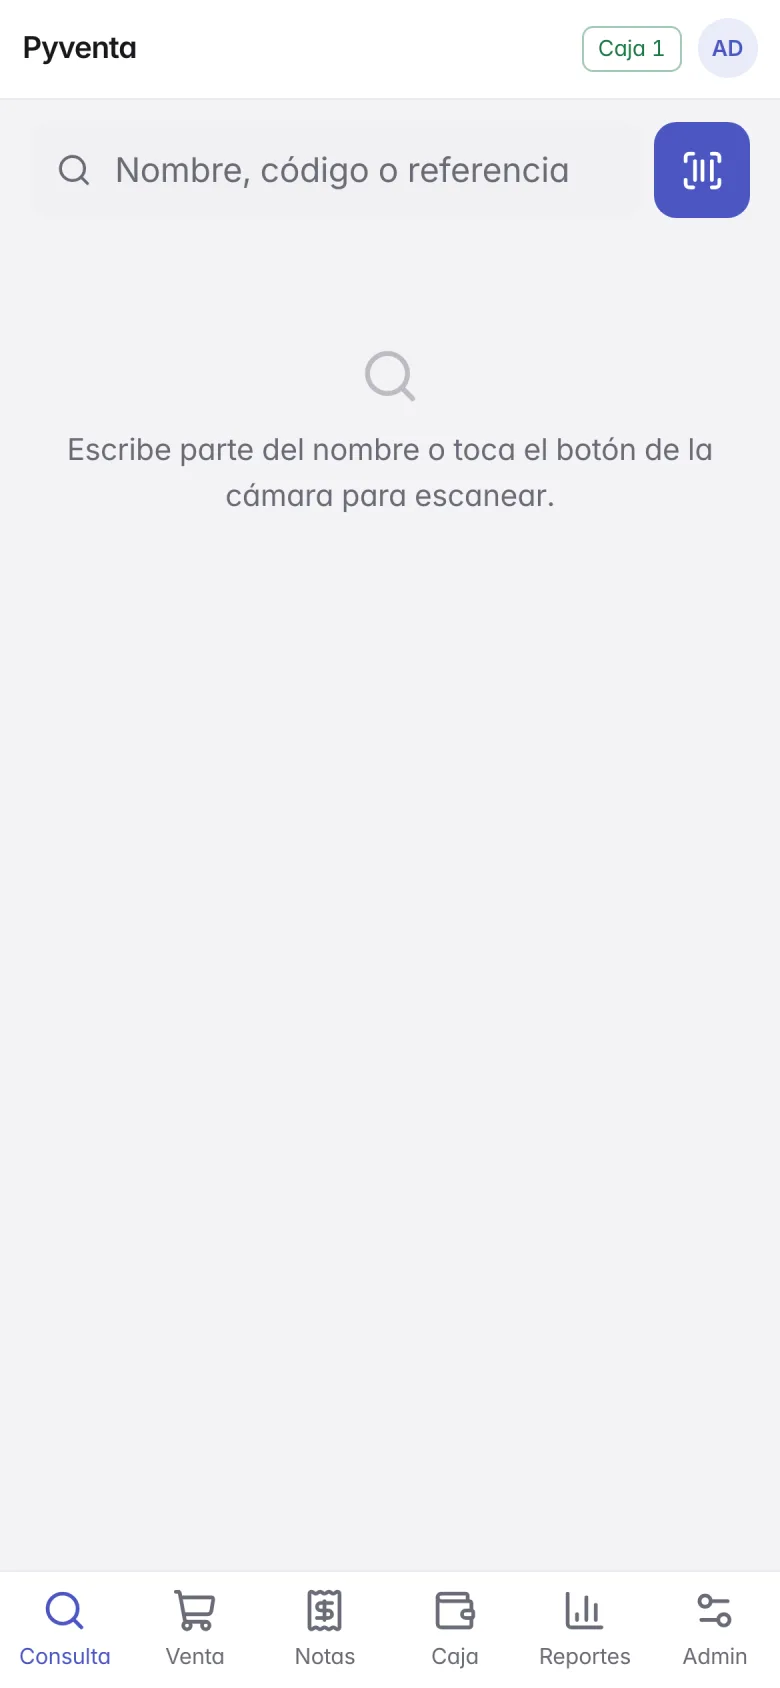 Pyventa
Caja 1
AD
Nombre, código o referencia
Escribe parte del nombre o toca el botón de la
cámara para escanear.
Consulta
Venta
Notas
Caja
Reportes
Admin